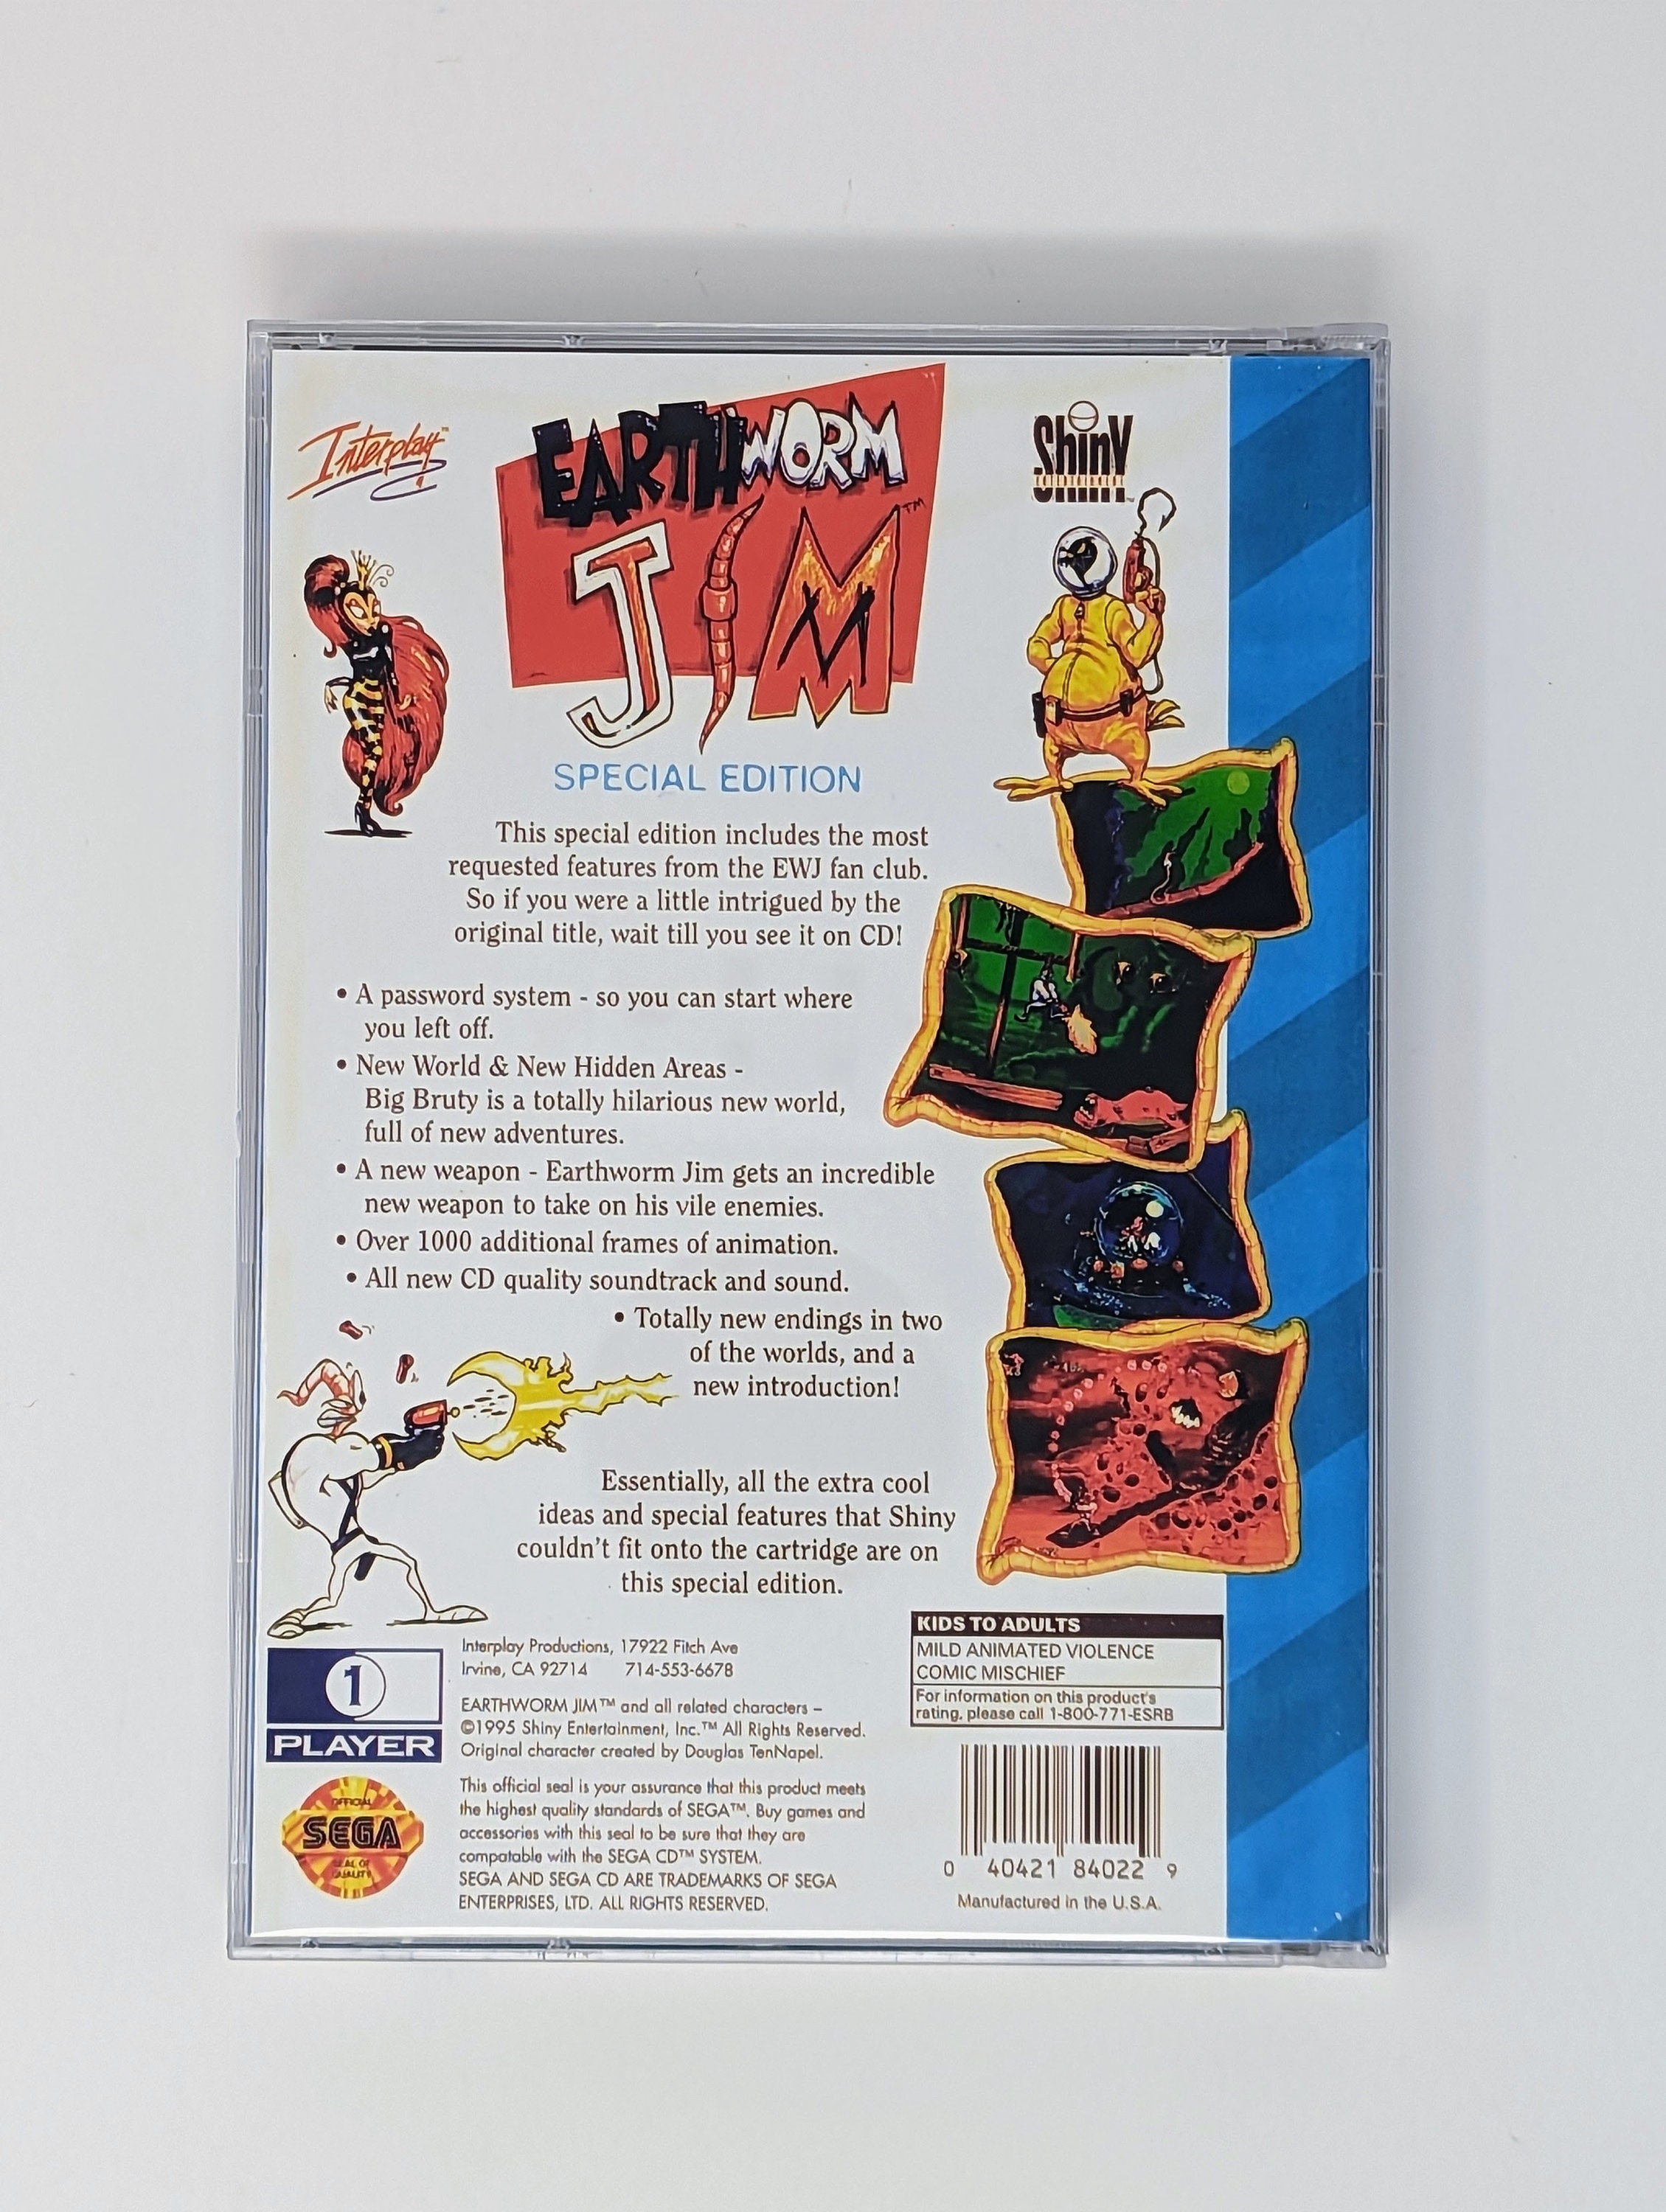 Interplay™
EARTHWORM
JIM™
Shiny
ENTERTAINMENT
SPECIAL EDITION
This special edition includes the most
requested features from the EWJ fan club.
So if you were a little intrigued by the
original title, wait till you see it on CD!
• A password system - so you can start where
you left off.
• New World & New Hidden Areas -
Big Bruty is a totally hilarious new world,
full of new adventures.
• A new weapon - Earthworm Jim gets an incredible
new weapon to take on his vile enemies.
• Over 1000 additional frames of animation.
• All new CD quality soundtrack and sound.
• Totally new endings in two
of the worlds, and a
new introduction!
Essentially, all the extra cool
ideas and special features that Shiny
couldn't fit onto the cartridge are on
this special edition.
1
PLAYER
Interplay Productions, 17922 Fitch Ave
Irvine, CA 92714 714-553-6678
EARTHWORM JIM™ and all related characters –
©1995 Shiny Entertainment, Inc.™ All Rights Reserved.
Original character created by Douglas TenNapel.
KIDS TO ADULTS
MILD ANIMATED VIOLENCE
COMIC MISCHIEF
For information on this product's
rating, please call 1-800-771-ESRB
OFFICIAL
SEGA
SEAL OF
QUALITY
This official seal is your assurance that this product meets
the highest quality standards of SEGA™. Buy games and
accessories with this seal to be sure that they are
compatable with the SEGA CD™ SYSTEM.
SEGA AND SEGA CD ARE TRADEMARKS OF SEGA
ENTERPRISES, LTD. ALL RIGHTS RESERVED.
0 40421 84022 9
Manufactured in the U.S.A.